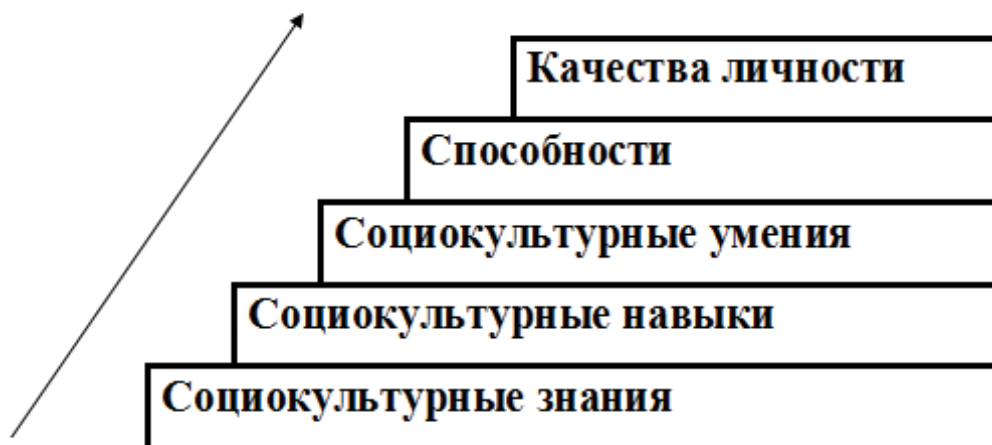 Качества личности
Способности
Социокультурные умения
Социокультурные навыки
Социокультурные знания